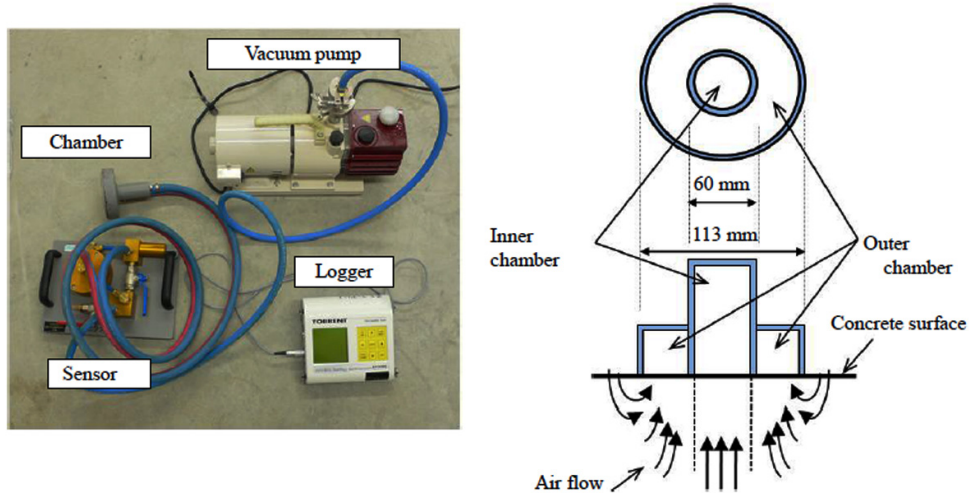 Vacuum pump
Chamber
Logger
TORRENT
Sensor
60 mm
113 mm
Inner
chamber
Outer
chamber
Concrete surface
Air flow